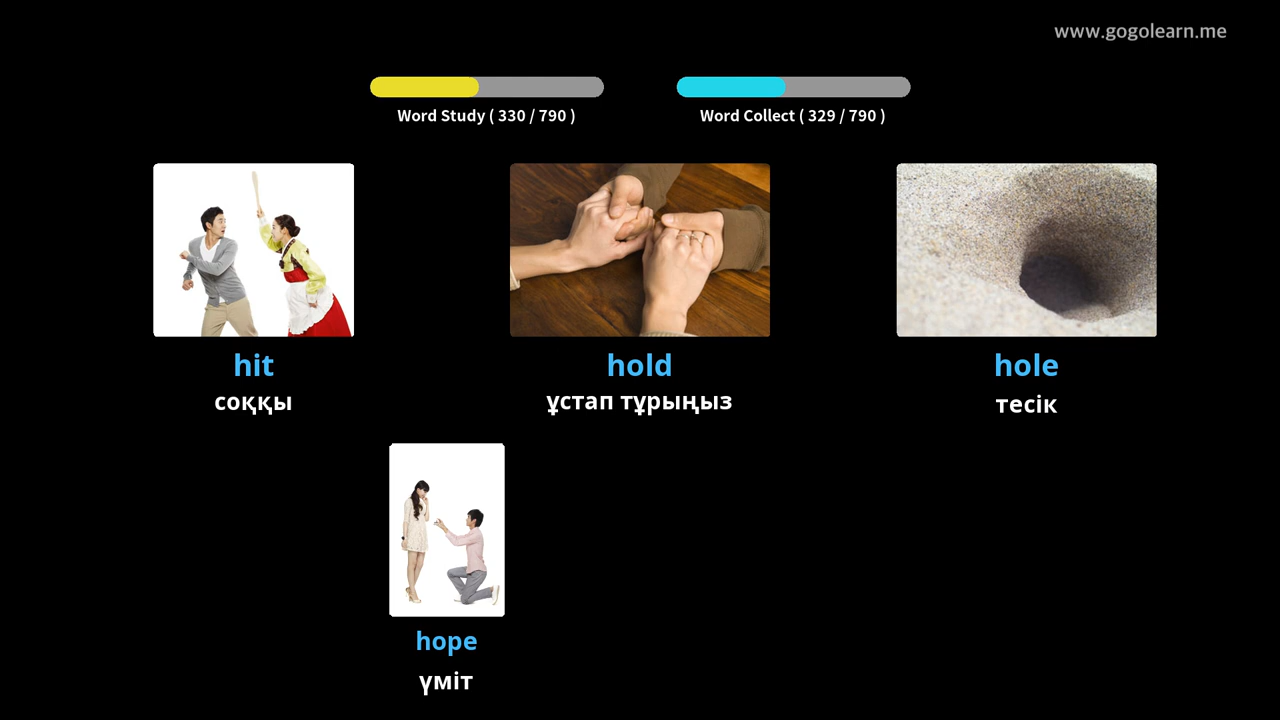 www.gogolearn.me
Word Study ( 330 / 790 )
Word Collect ( 329 / 790 )
hit
соққы
hold
ұстап тұрыңыз
hole
тесік
hope
үміт